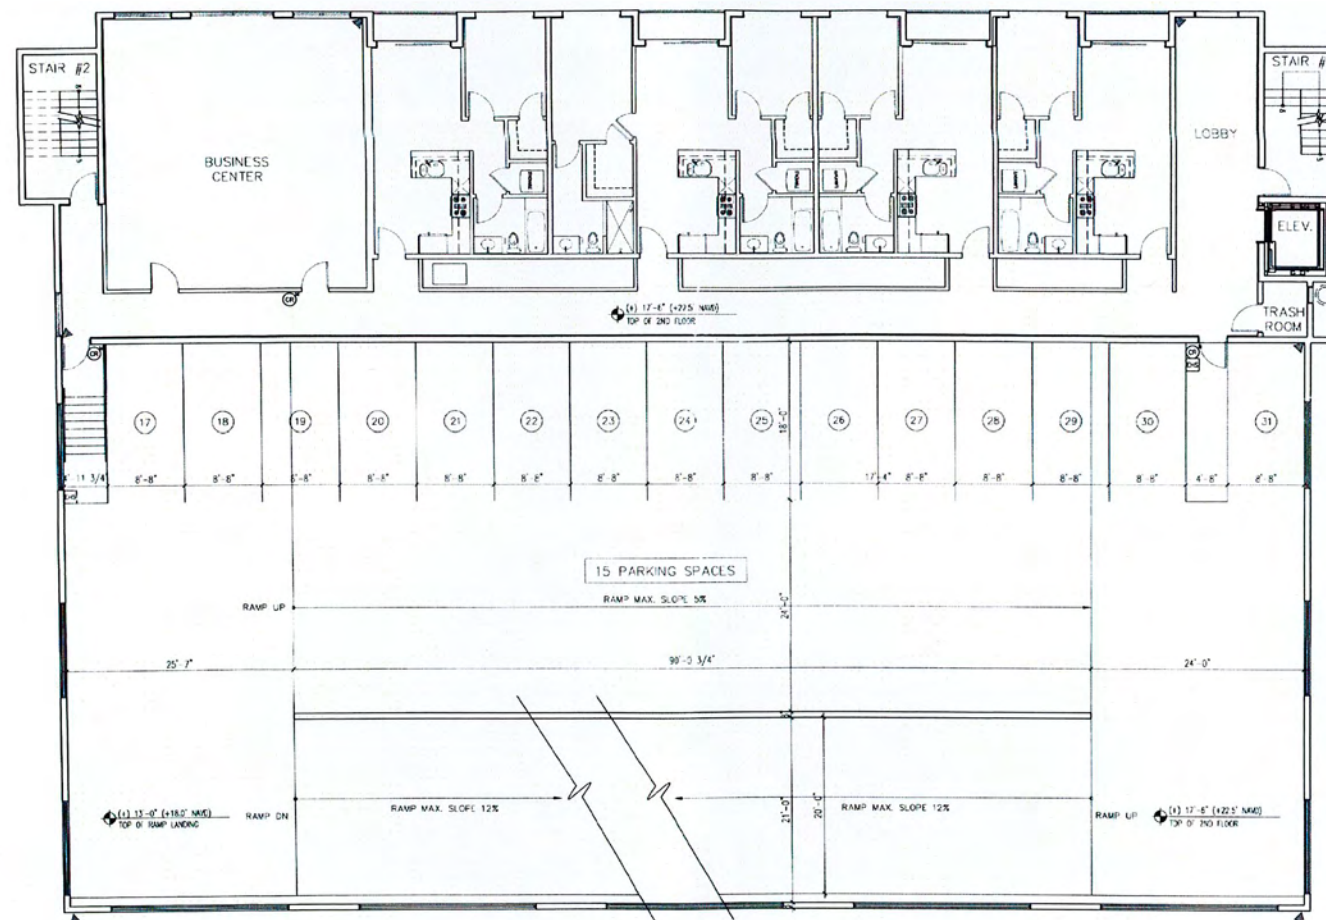 STAIR #2
STAIR #
BUSINESS
CENTER
LOBBY
ELEV.
TRASH
ROOM
(+) 17'-6" (+22.5' NAVD)
TOP OF 2ND FLOOR
17
18
19
20
21
22
23
24
25
26
27
28
29
30
31
18'-0"
8'-8"
8'-8"
8'-8"
8'-8"
8'-8"
8'-8"
8'-8"
8'-8"
8'-8"
17'-4"
8'-8"
8'-8"
8'-8"
8'-8"
4'-8"
8'-8"
15 PARKING SPACES
RAMP UP
RAMP MAX. SLOPE 5%
24'-0"
25'-7"
90'-0 3/4"
24'-0"
(+) 13'-0" (+18.0' NAVD)
TOP OF RAMP LANDING
RAMP DN
RAMP MAX. SLOPE 12%
21'-0"
20'-0"
RAMP MAX. SLOPE 12%
RAMP UP
(+) 17'-6" (+22.5' NAVD)
TOP OF 2ND FLOOR